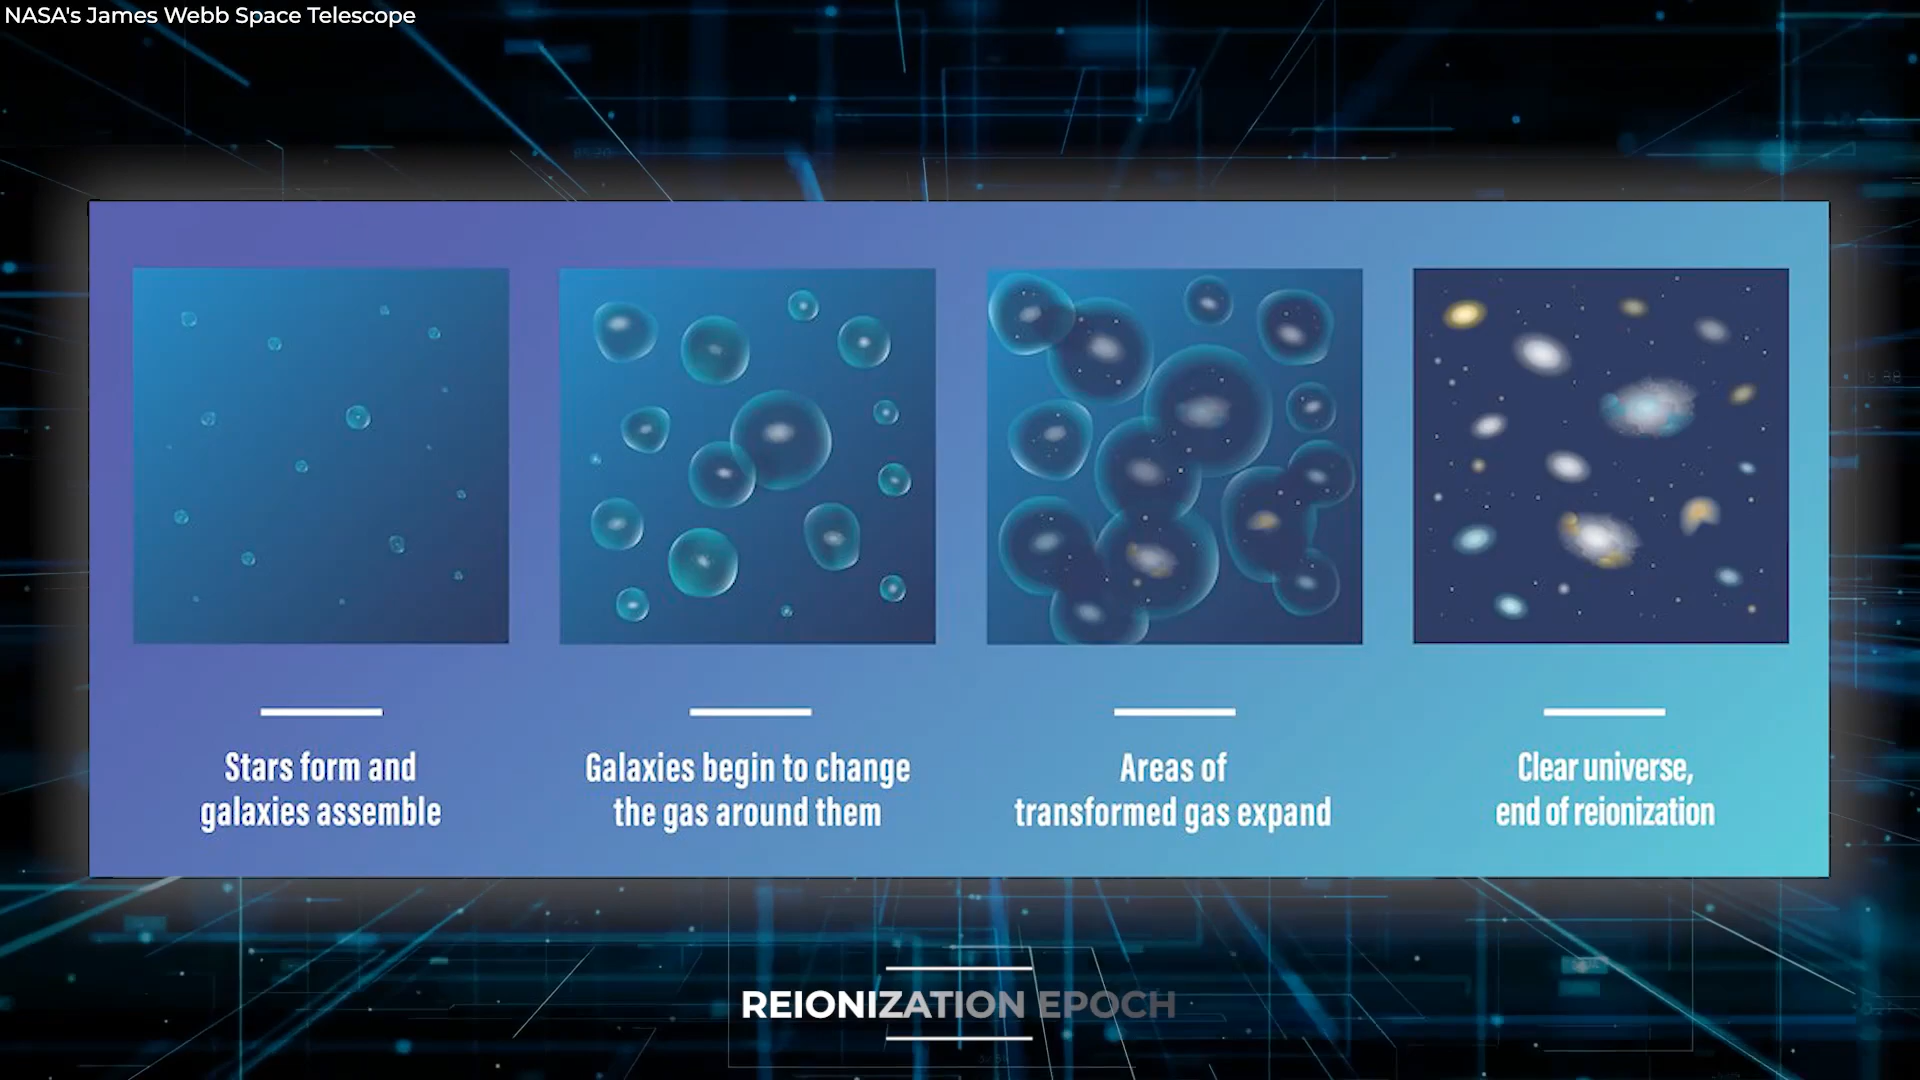 NASA's James Webb Space Telescope
Stars form and
galaxies assemble
Galaxies begin to change
the gas around them
Areas of
transformed gas expand
Clear universe,
end of reionization
REIONIZATION EPOCH